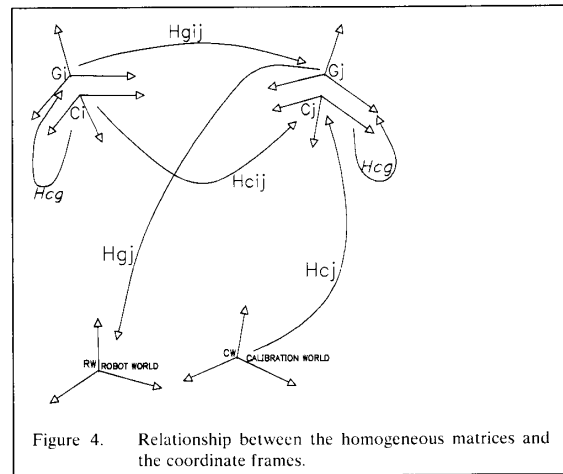 Hgij
Gi
Gj
Ci
Cj
Hcg
Hcij
Hcg
Hgj
Hcj
RW ROBOT WORLD
CW CALIBRATION WORLD
Figure 4. Relationship between the homogeneous matrices and
the coordinate frames.